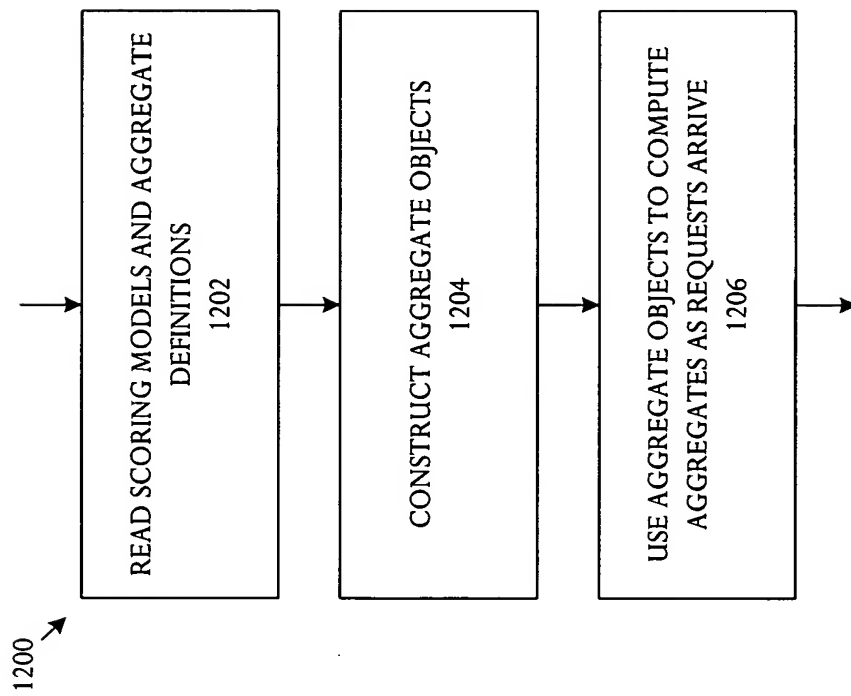 1200
READ SCORING MODELS AND AGGREGATE
DEFINITIONS
1202
CONSTRUCT AGGREGATE OBJECTS
1204
USE AGGREGATE OBJECTS TO COMPUTE
AGGREGATES AS REQUESTS ARRIVE
1206